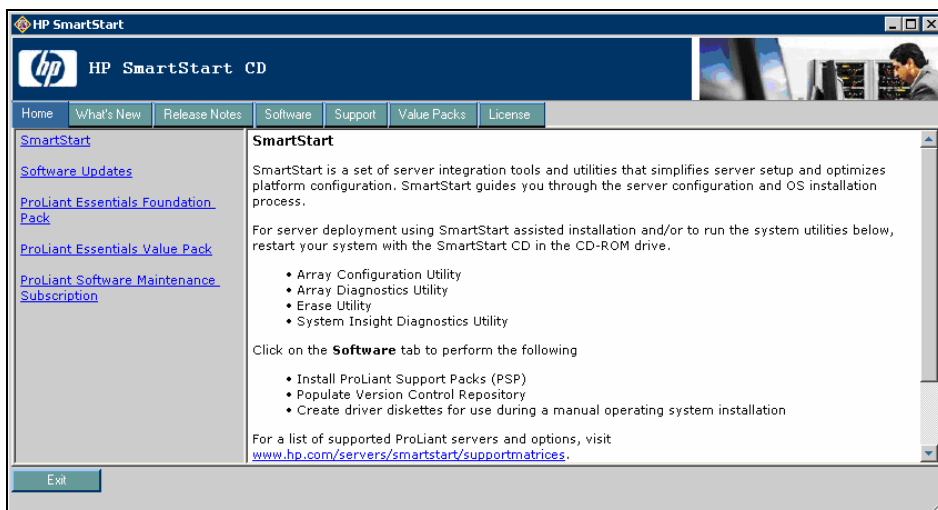 HP SmartStart
hp
HP SmartStart CD
Home
What's New
Release Notes
Software
Support
Value Packs
License
SmartStart
Software Updates
ProLiant Essentials Foundation
Pack
ProLiant Essentials Value Pack
ProLiant Software Maintenance
Subscription
SmartStart
SmartStart is a set of server integration tools and utilities that simplifies server setup and optimizes
platform configuration. SmartStart guides you through the server configuration and OS installation
process.
For server deployment using SmartStart assisted installation and/or to run the system utilities below,
restart your system with the SmartStart CD in the CD-ROM drive.
• Array Configuration Utility
• Array Diagnostics Utility
• Erase Utility
• System Insight Diagnostics Utility
Click on the Software tab to perform the following
• Install ProLiant Support Packs (PSP)
• Populate Version Control Repository
• Create driver diskettes for use during a manual operating system installation
For a list of supported ProLiant servers and options, visit
www.hp.com/servers/smartstart/supportmatrices.
Exit